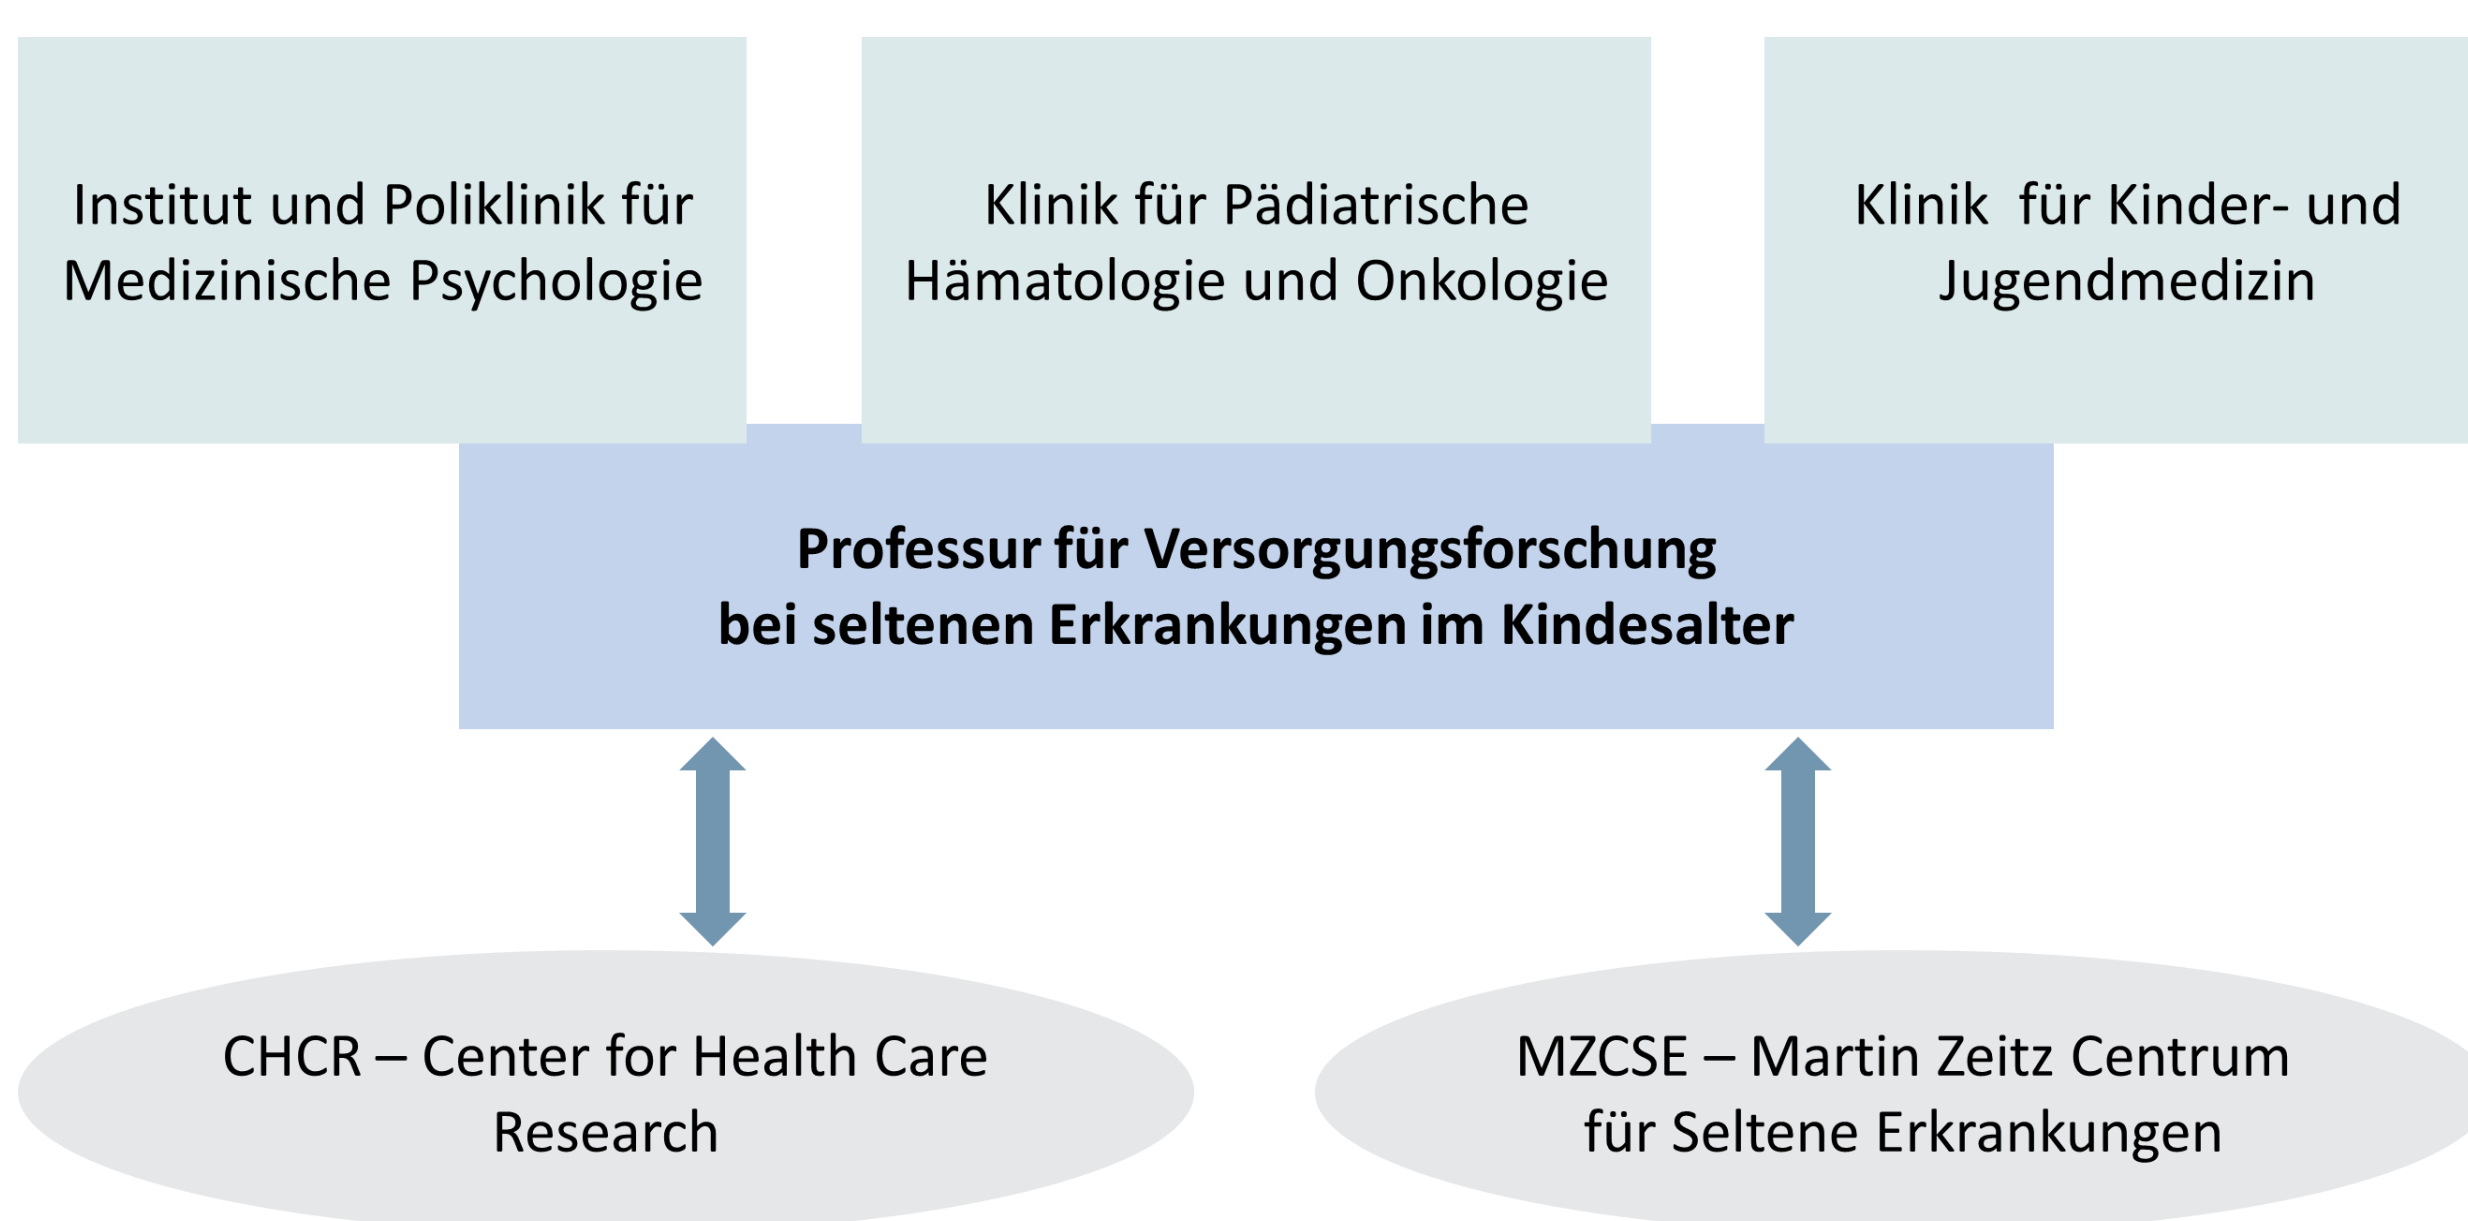 Institut und Poliklinik für
Medizinische Psychologie
Klinik für Pädiatrische
Hämatologie und Onkologie
Klinik für Kinder- und
Jugendmedizin
Professur für Versorgungsforschung
bei seltenen Erkrankungen im Kindesalter
CHCR – Center for Health Care
Research
MZCSE – Martin Zeitz Centrum
für Seltene Erkrankungen